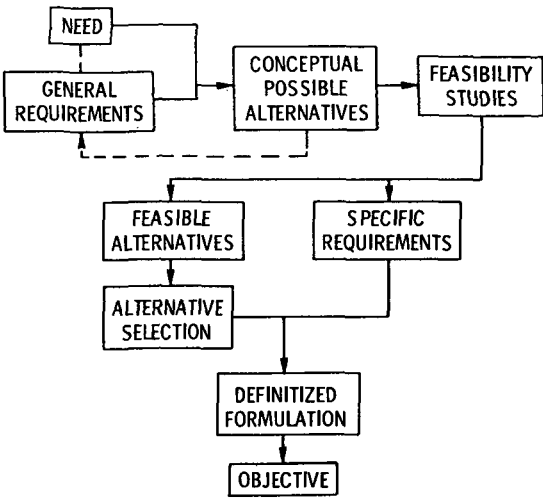 NEED
GENERAL
REQUIREMENTS
CONCEPTUAL
POSSIBLE
ALTERNATIVES
FEASIBILITY
STUDIES
FEASIBLE
ALTERNATIVES
SPECIFIC
REQUIREMENTS
ALTERNATIVE
SELECTION
DEFINITIZED
FORMULATION
OBJECTIVE